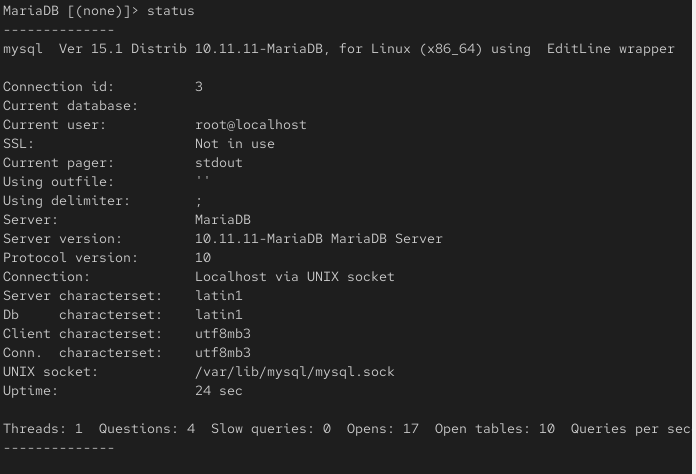 MariaDB [(none)]> status
--------------
mysql  Ver 15.1 Distrib 10.11.11-MariaDB, for Linux (x86_64) using  EditLine wrapper

Connection id:          3
Current database:
Current user:           root@localhost
SSL:                    Not in use
Current pager:          stdout
Using outfile:          ''
Using delimiter:        ;
Server:                 MariaDB
Server version:         10.11.11-MariaDB MariaDB Server
Protocol version:       10
Connection:             Localhost via UNIX socket
Server characterset:    latin1
Db     characterset:    latin1
Client characterset:    utf8mb3
Conn.  characterset:    utf8mb3
UNIX socket:            /var/lib/mysql/mysql.sock
Uptime:                 24 sec

Threads: 1  Questions: 4  Slow queries: 0  Opens: 17  Open tables: 10  Queries per sec
--------------